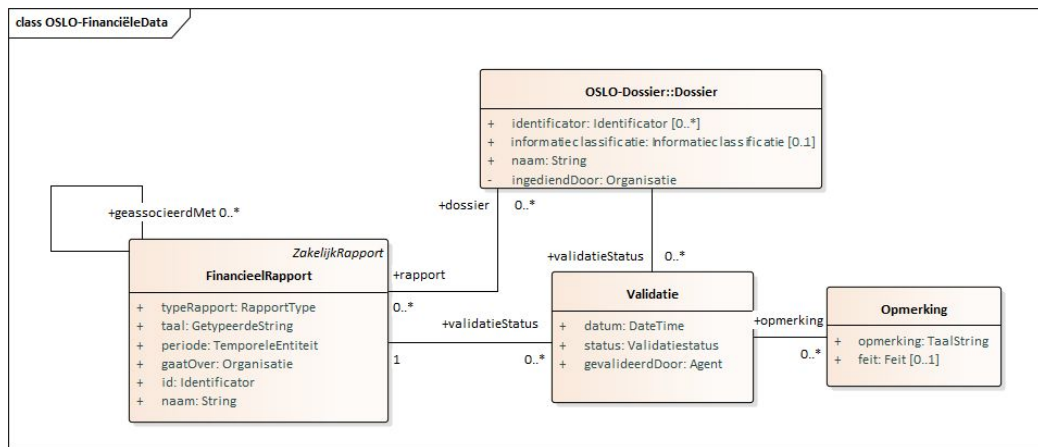 class OSLO-FinanciëleData
OSLO-Dossier::Dossier
+ identificator: Identificator [0..*]
+ informatieclassificatie: Informatieclassificatie [0..1]
+ naam: String
- ingediendDoor: Organisatie
+geassocieerdMet 0..*
+dossier 0..*
ZakelijkRapport
FinancieelRapport
+ typeRapport: RapportType
+ taal: GetypeerdeString
+ periode: TemporeleEntiteit
+ gaatOver: Organisatie
+ id: Identificator
+ naam: String
+rapport
0..*
+validatieStatus 0..*
+validatieStatus
1 0..*
Validatie
+ datum: DateTime
+ status: Validatiestatus
+ gevalideerdDoor: Agent
+opmerking
0..*
Opmerking
+ opmerking: TaalString
+ feit: Feit [0..1]